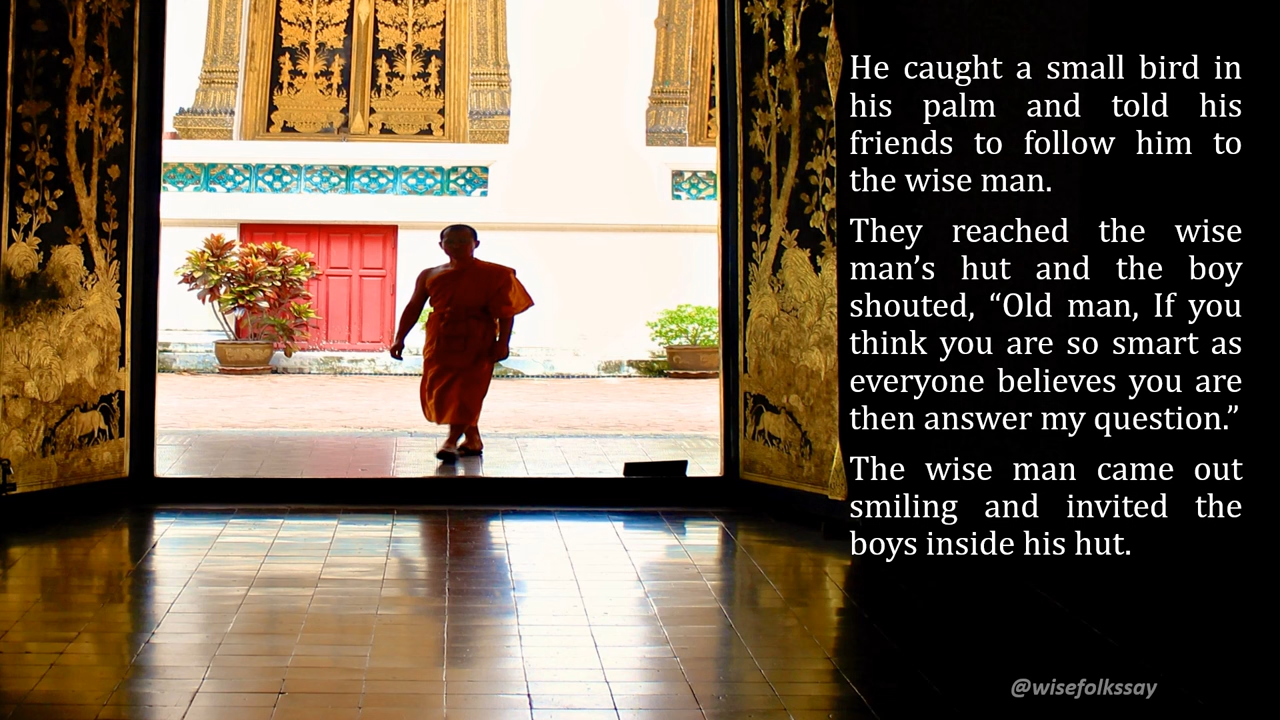 He caught a small bird in
his palm and told his
friends to follow him to
the wise man.
They reached the wise
man’s hut and the boy
shouted, “Old man, If you
think you are so smart as
everyone believes you are
then answer my question.”
The wise man came out
smiling and invited the
boys inside his hut.
@wisefolkssay